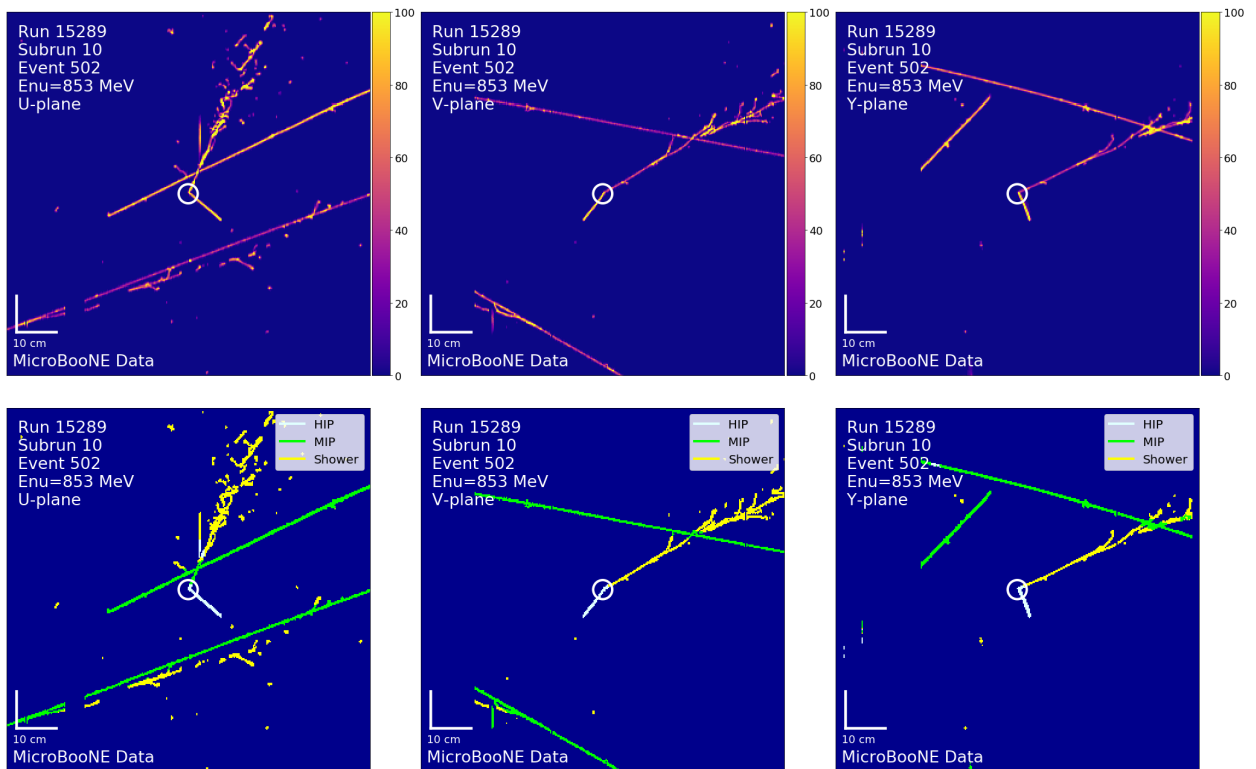 Run 15289
Subrun 10
Event 502
Enu=853 MeV
U-plane
10 cm
MicroBooNE Data
100
80
60
40
20
0
Run 15289
Subrun 10
Event 502
Enu=853 MeV
V-plane
10 cm
MicroBooNE Data
100
80
60
40
20
0
Run 15289
Subrun 10
Event 502
Enu=853 MeV
Y-plane
10 cm
MicroBooNE Data
100
80
60
40
20
0
Run 15289
Subrun 10
Event 502
Enu=853 MeV
U-plane
HIP
MIP
Shower
10 cm
MicroBooNE Data
Run 15289
Subrun 10
Event 502
Enu=853 MeV
V-plane
HIP
MIP
Shower
10 cm
MicroBooNE Data
Run 15289
Subrun 10
Event 502
Enu=853 MeV
Y-plane
HIP
MIP
Shower
10 cm
MicroBooNE Data